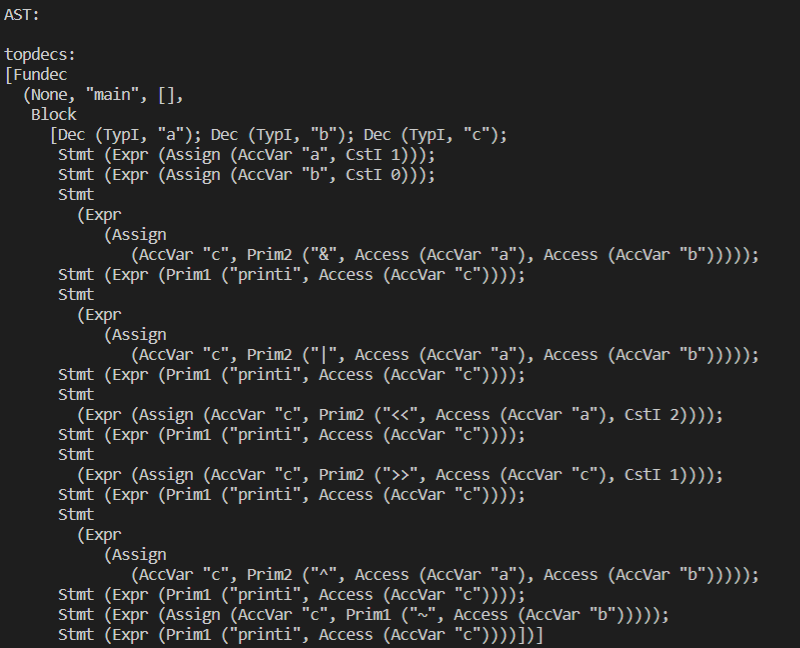 AST:
topdecs:
[Fundec
(None, "main", [],
Block
[Dec (TypI, "a"); Dec (TypI, "b"); Dec (TypI, "c");
Stmt (Expr (Assign (AccVar "a", CstI 1)));
Stmt (Expr (Assign (AccVar "b", CstI 0)));
Stmt
(Expr
(Assign
(AccVar "c", Prim2 ("&", Access (AccVar "a"), Access (AccVar "b")))));
Stmt (Expr (Prim1 ("printi", Access (AccVar "c"))));
Stmt
(Expr
(Assign
(AccVar "c", Prim2 ("|", Access (AccVar "a"), Access (AccVar "b")))));
Stmt (Expr (Prim1 ("printi", Access (AccVar "c"))));
Stmt
(Expr (Assign (AccVar "c", Prim2 ("<<", Access (AccVar "a"), CstI 2))));
Stmt (Expr (Prim1 ("printi", Access (AccVar "c"))));
Stmt
(Expr (Assign (AccVar "c", Prim2 (">>", Access (AccVar "c"), CstI 1))));
Stmt (Expr (Prim1 ("printi", Access (AccVar "c"))));
Stmt
(Expr
(Assign
(AccVar "c", Prim2 ("^", Access (AccVar "a"), Access (AccVar "b")))));
Stmt (Expr (Prim1 ("printi", Access (AccVar "c"))));
Stmt (Expr (Assign (AccVar "c", Prim1 ("~", Access (AccVar "b")))));
Stmt (Expr (Prim1 ("printi", Access (AccVar "c"))))])]